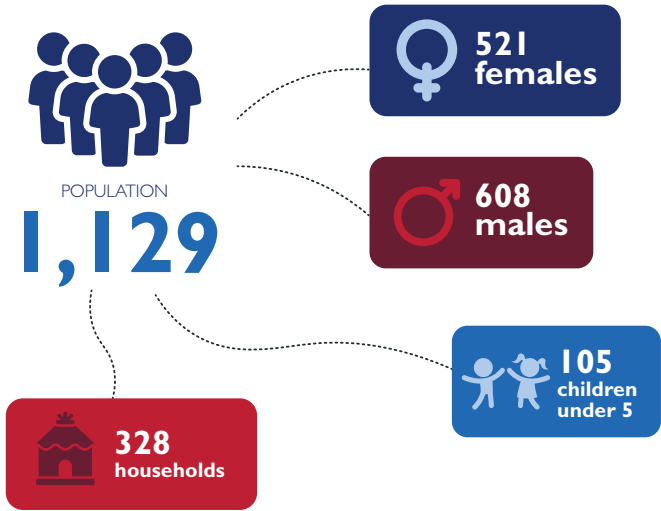 521
females
POPULATION
1,129
608
males
105
children
under 5
328
households